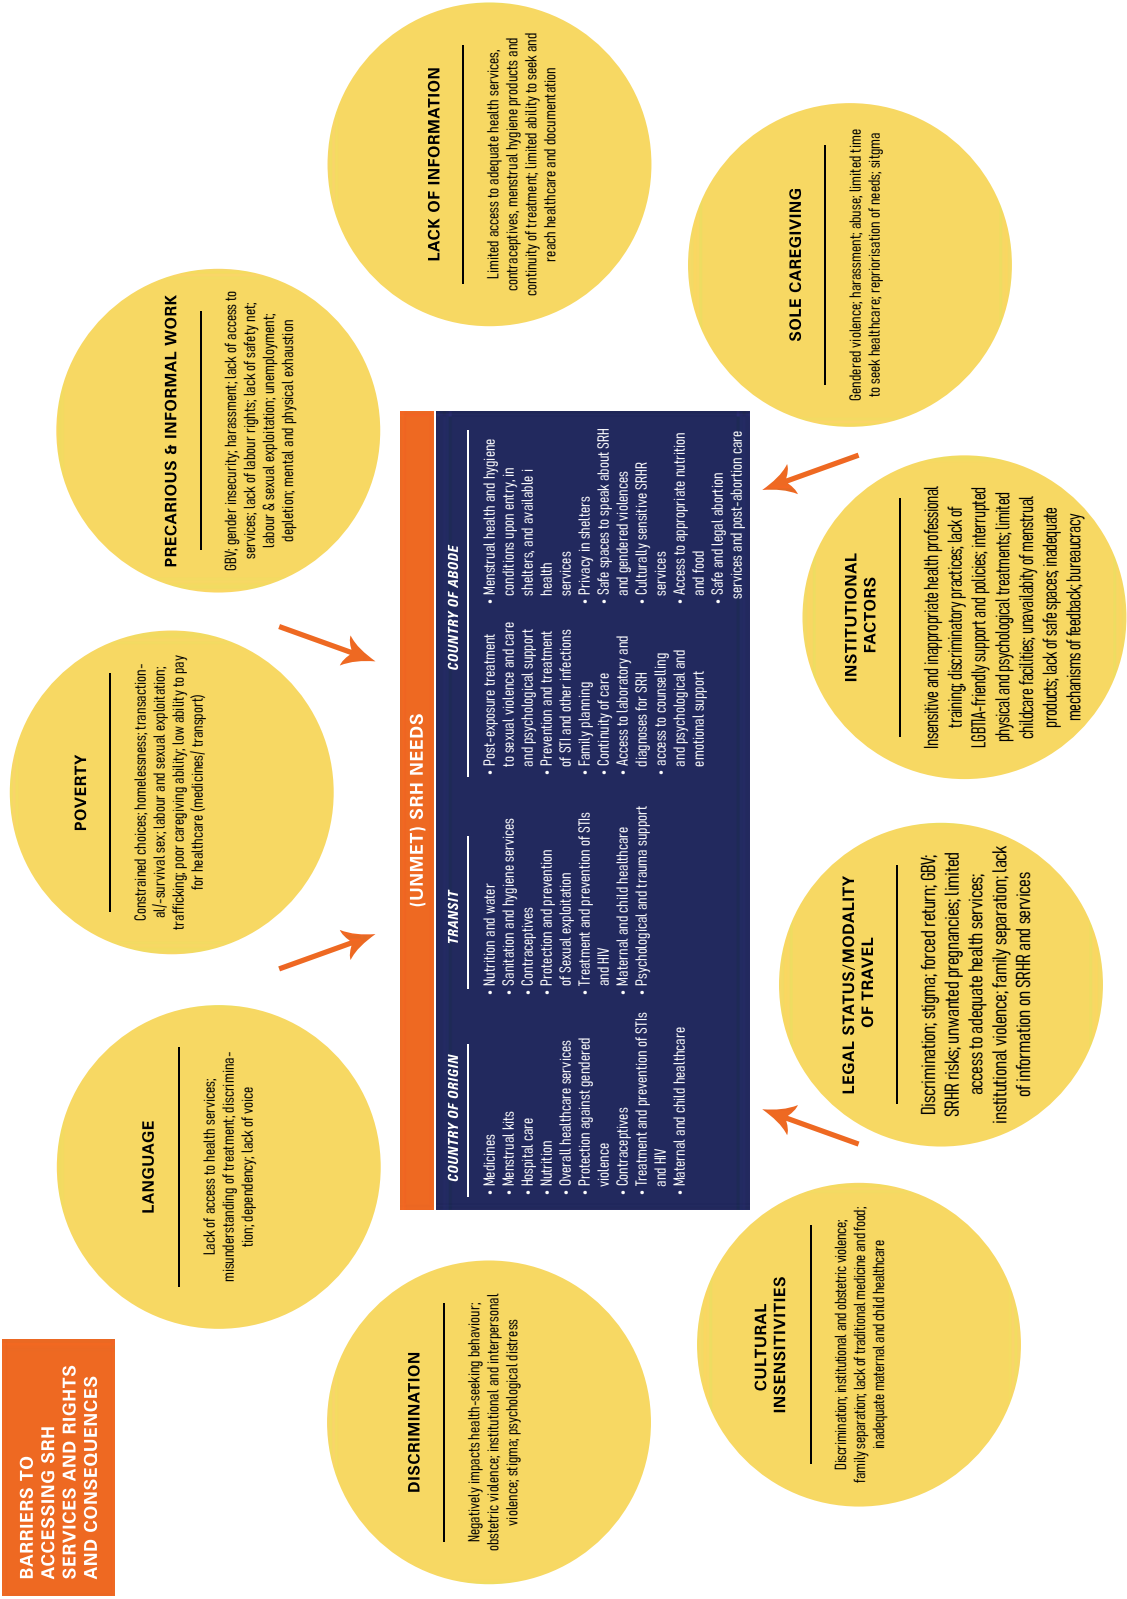 BARRIERS TO
ACCESSING SRH
SERVICES AND RIGHTS
AND CONSEQUENCES
DISCRIMINATION
Negatively impacts health-seeking behaviour;
obstetric violence; institutional and interpersonal
violence; stigma; psychological distress
LANGUAGE
Lack of access to health services;
misunderstanding of treatment; discrimina-
tion; dependency; lack of voice
POVERTY
Constrained choices; homelessness; transaction-
al/-survival sex; labour and sexual exploitation;
trafficking; poor caregiving ability, low ability to pay
for healthcare (medicines/ transport)
PRECARIOUS & INFORMAL WORK
GBV; gender insecurity; harassment; lack of access to
services; lack of labour rights; lack of safety net;
labour & sexual exploitation; unemployment;
depletion; mental and physical exhaustion
LACK OF INFORMATION
Limited access to adequate health services,
contraceptives, menstrual hygiene products and
continuity of treatment; limited ability to seek and
reach healthcare and documentation
(UNMET) SRH NEEDS
COUNTRY OF ORIGIN
• Medicines
• Menstrual kits
• Hospital care
• Nutrition
• Overall healthcare services
• Protection against gendered
violence
• Contraceptives
• Treatment and prevention of STIs
and HIV
• Maternal and child healthcare
TRANSIT
• Nutrition and water
• Sanitation and hygiene services
• Contraceptives
• Protection and prevention
of Sexual exploitation
• Treatment and prevention of STIs
and HIV
• Maternal and child healthcare
• Psychological and trauma support
COUNTRY OF ABODE
• Post-exposure treatment
to sexual violence and care
and psychological support
• Prevention and treatment
of STI and other infections
• Family planning
• Continuity of care
• Access to laboratory and
diagnoses for SRH
• access to counselling
and psychological and
emotional support
• Menstrual health and hygiene
conditions upon entry, in
shelters, and available i
health
services
• Privacy in shelters
• Safe spaces to speak about SRH
and gendered violences
• Culturally sensitive SRHR
services
• Access to appropriate nutrition
and food
• Safe and legal abortion
services and post-abortion care
CULTURAL
INSENSITIVITIES
Discrimination; institutional and obstetric violence;
family separation; lack of traditional medicine and food;
inadequate maternal and child healthcare
LEGAL STATUS/MODALITY
OF TRAVEL
Discrimination; stigma; forced return; GBV;
SRHR risks; unwanted pregnancies; limited
access to adequate health services;
institutional violence; family separation; lack
of information on SRHR and services
INSTITUTIONAL
FACTORS
Insensitive and inappropriate health professional
training; discriminatory practices; lack of
LGBTIA-friendly support and policies; interrupted
physical and psychological treatments; limited
childcare facilities; unavailabity of menstrual
products; lack of safe spaces; inadequate
mechanisms of feedback; bureaucracy
SOLE CAREGIVING
Gendered violence; harassment; abuse; limited time
to seek healthcare; repriorisation of needs; sitgma